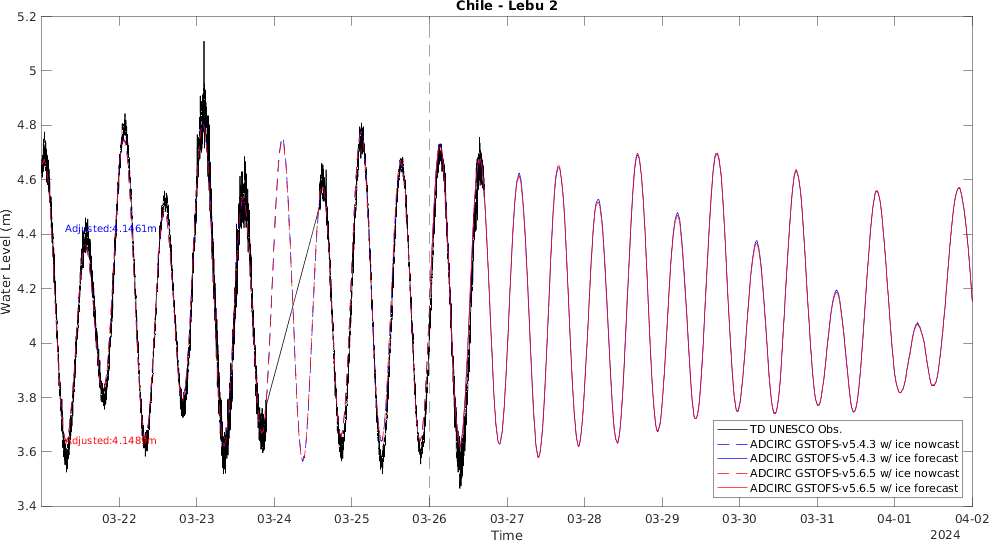 Chile - Lebu 2
5.2
5
4.8
4.6
4.4
4.2
4
3.8
3.6
3.4
Water Level (m)
Adjusted:4.1461m
Adjusted:4.1489m
TD UNESCO Obs.
ADCIRC GSTOFS-v5.4.3 w/ ice nowcast
ADCIRC GSTOFS-v5.4.3 w/ ice forecast
ADCIRC GSTOFS-v5.6.5 w/ ice nowcast
ADCIRC GSTOFS-v5.6.5 w/ ice forecast
03-22 03-23 03-24 03-25 03-26 03-27 03-28 03-29 03-30 03-31 04-01 04-02
Time 2024